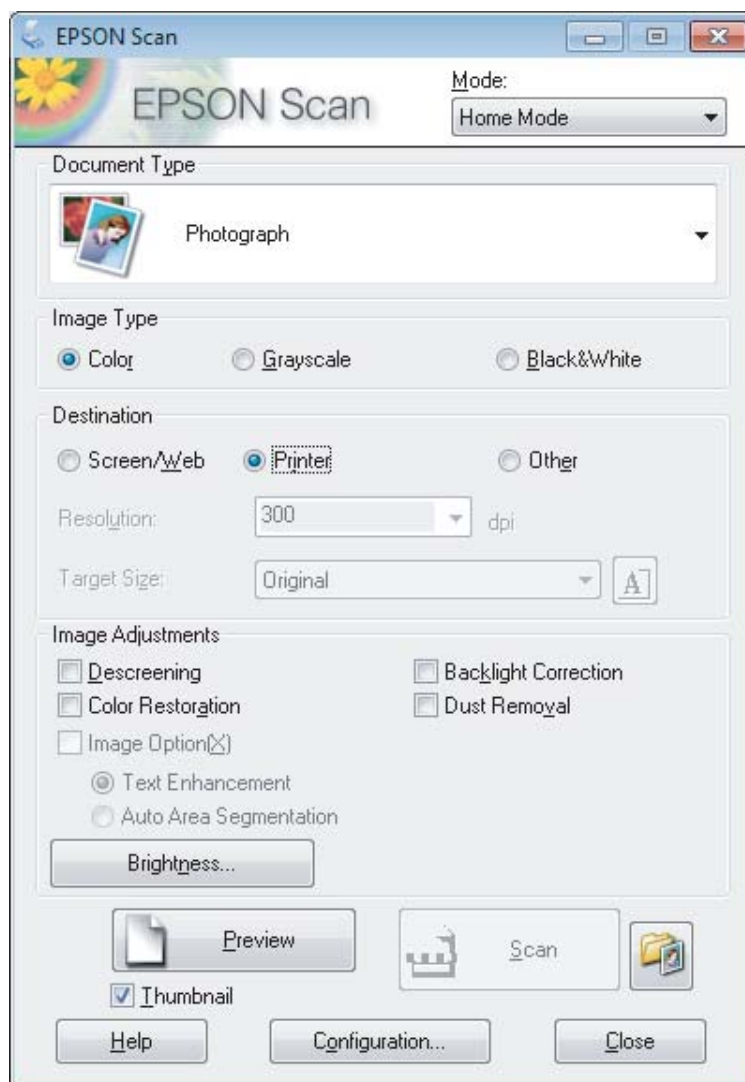 EPSON Scan
EPSON Scan
Mode:
Home Mode
Document Type
Photograph
Image Type
Color Grayscale Black&White
Destination
Screen/Web Printer Other
Resolution: 300 dpi
Target Size: Original A
Image Adjustments
Descreening Backlight Correction
Color Restoration Dust Removal
Image Option(X)
Text Enhancement
Auto Area Segmentation
Brightness...
Preview Scan
Thumbnail
Help Configuration... Close